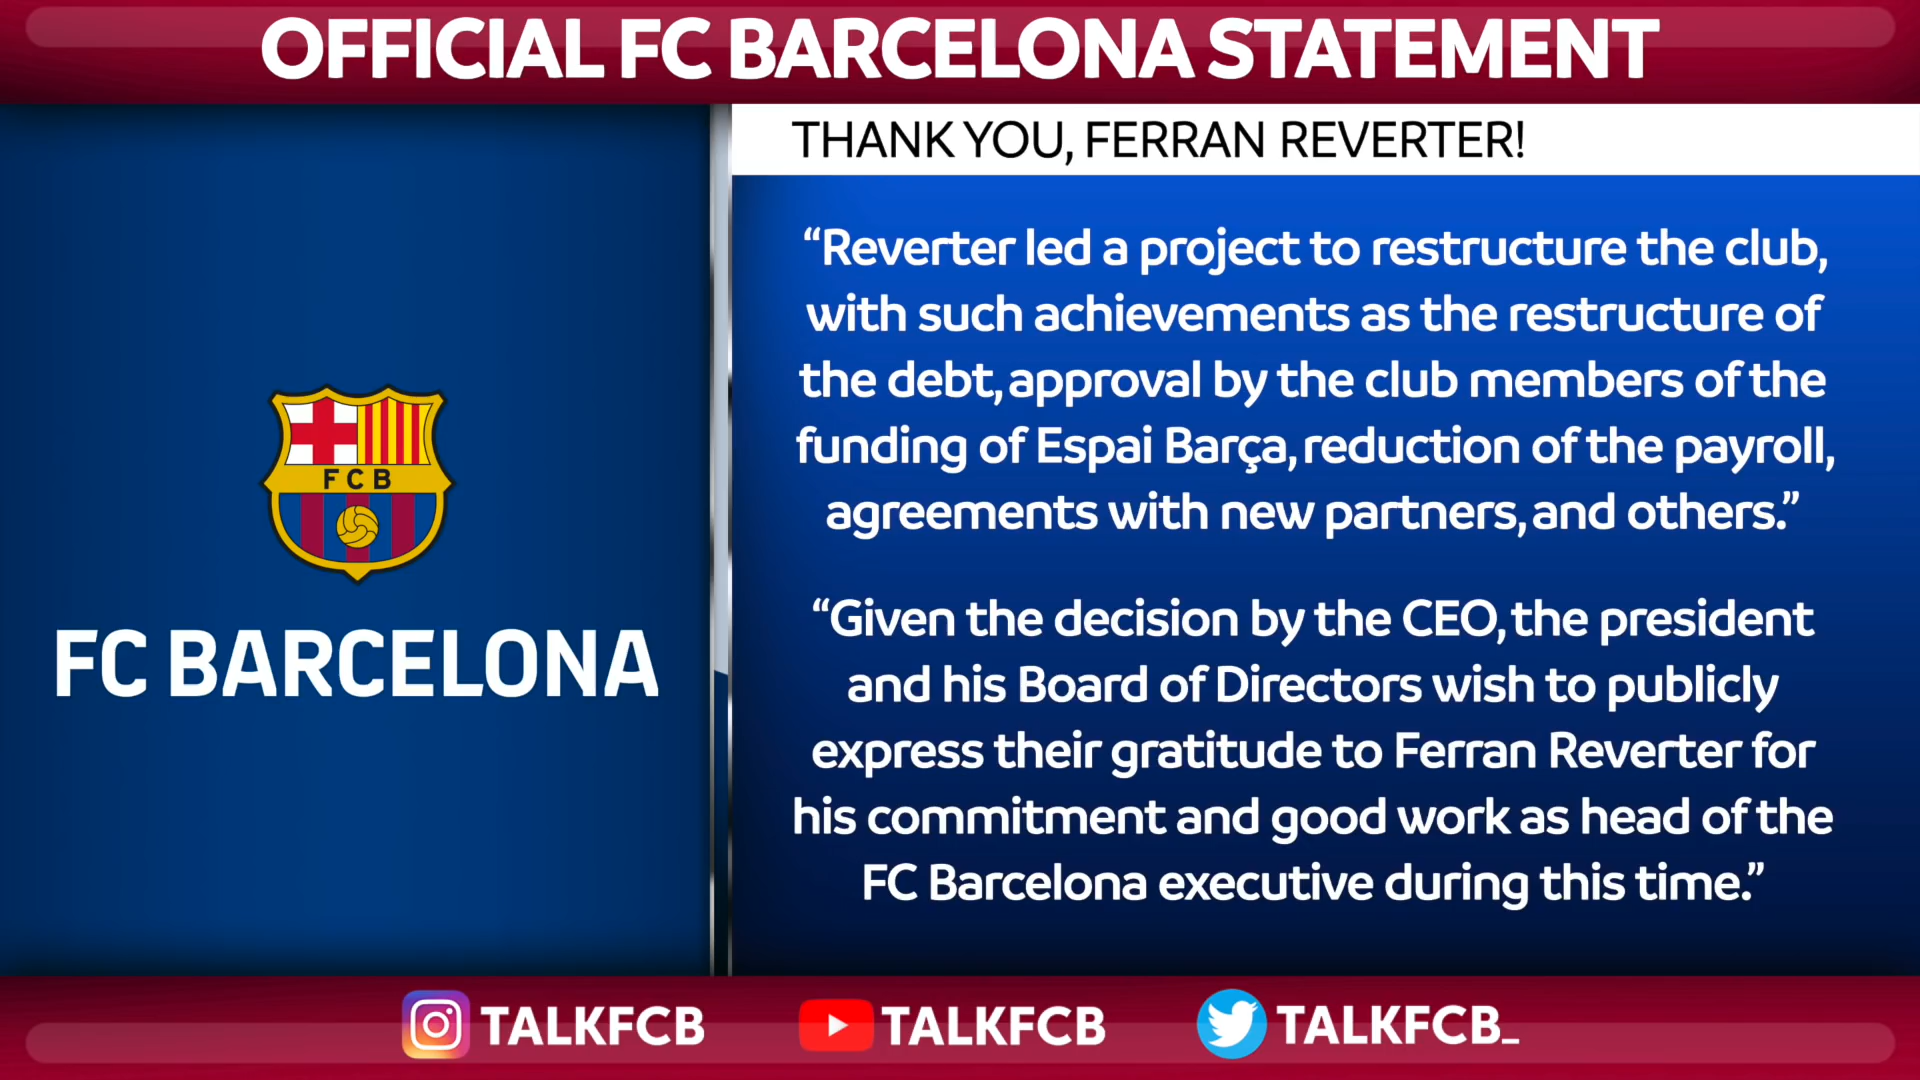 OFFICIAL FC BARCELONA STATEMENT
FCB
FC BARCELONA
THANK YOU, FERRAN REVERTER!
“Reverter led a project to restructure the club,
with such achievements as the restructure of
the debt, approval by the club members of the
funding of Espai Barça, reduction of the payroll,
agreements with new partners, and others.”
“Given the decision by the CEO, the president
and his Board of Directors wish to publicly
express their gratitude to Ferran Reverter for
his commitment and good work as head of the
FC Barcelona executive during this time.”
TALKFCB TALKFCB TALKFCB_